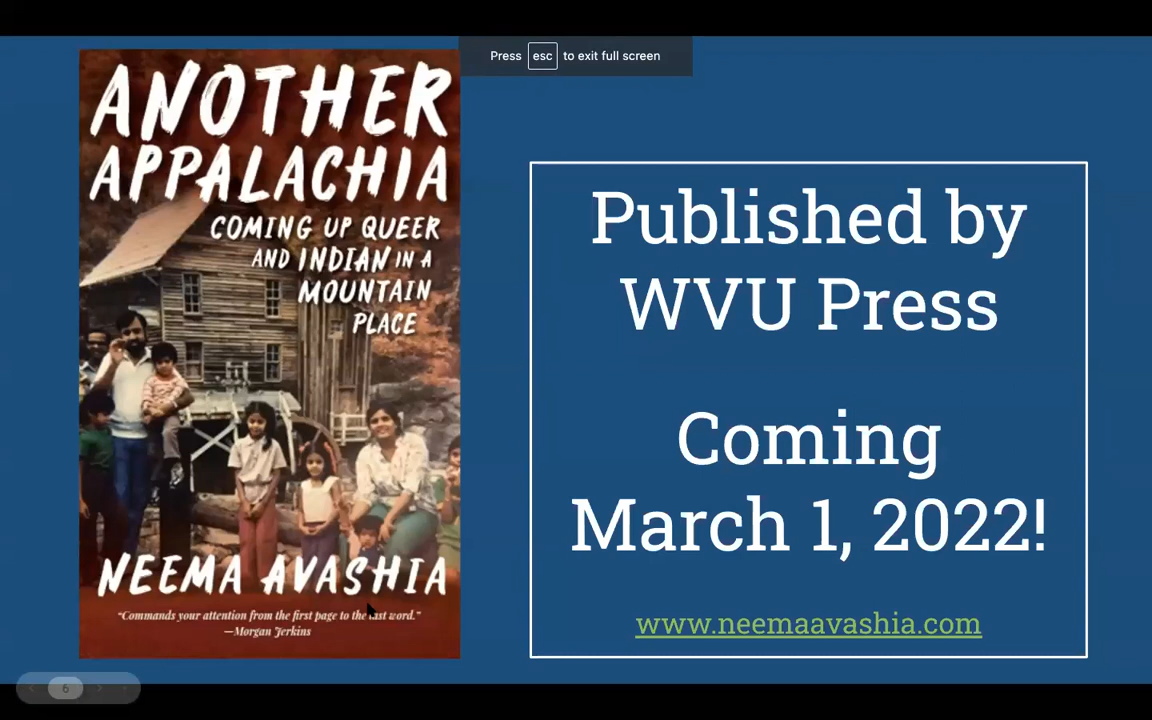 Press esc to exit full screen
ANOTHER
APPALACHIA
COMING UP QUEER
AND INDIAN IN A
MOUNTAIN
PLACE
NEEMA AVASHIA
“Commands your attention from the first page to the last word.”
—Morgan Jerkins
Published by
WVU Press
Coming
March 1, 2022!
www.neemaavashia.com
6